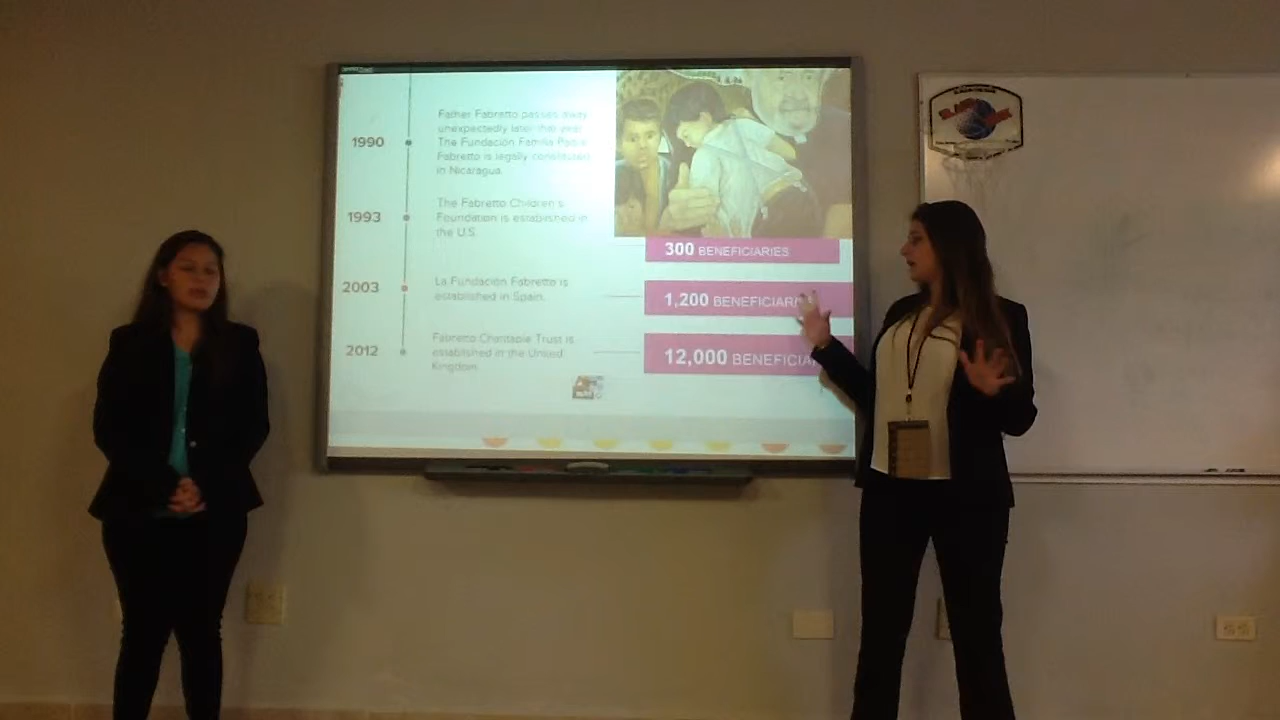 1990
Father Fabretto passes away
unexpectedly later that year.
The Fundación Familia Padre
Fabretto is legally constituted
in Nicaragua.
1993
The Fabretto Children's
Foundation is established in
the U.S.
300 BENEFICIARIES
2003
La Fundación Fabretto is
established in Spain.
1,200 BENEFICIAR
2012
Fabretto Charitable Trust is
established in the United
Kingdom.
12,000 BENEFICIA